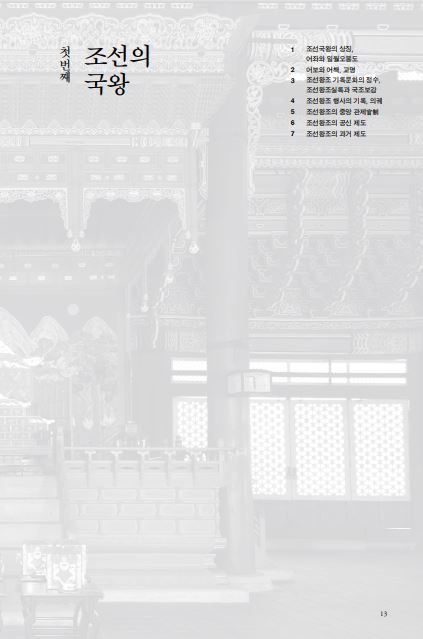 첫번째
조선의
국왕
1 조선국왕의 상징,
어좌와 일월오봉도
2 어보와 어책, 교명
3 조선왕조 기록문화의 정수,
조선왕조실록과 국조보감
4 조선왕조 행사의 기록, 의궤
5 조선왕조의 중앙 관제官制
6 조선왕조의 공신 제도
7 조선왕조의 과거 제도
13